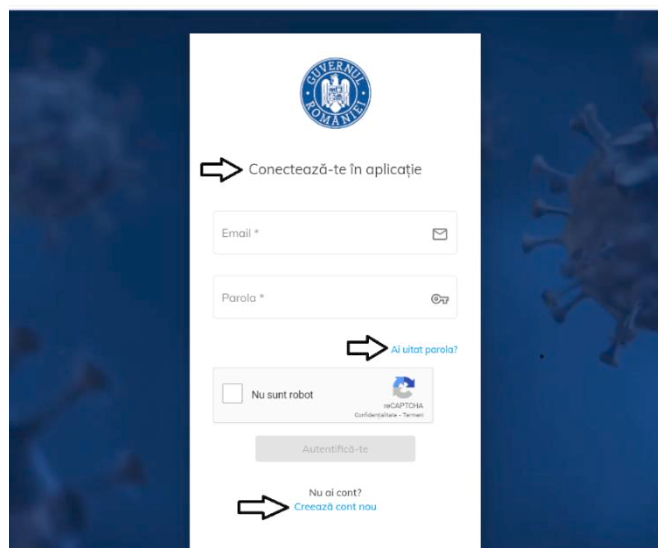 GUVERNUL ROMÂNIEI
Conectează-te în aplicație
Email *
Parola *
Ai uitat parola?
Nu sunt robot
reCAPTCHA
Confidențialitate - Termeni
Autentifică-te
Nu ai cont?
Creează cont nou